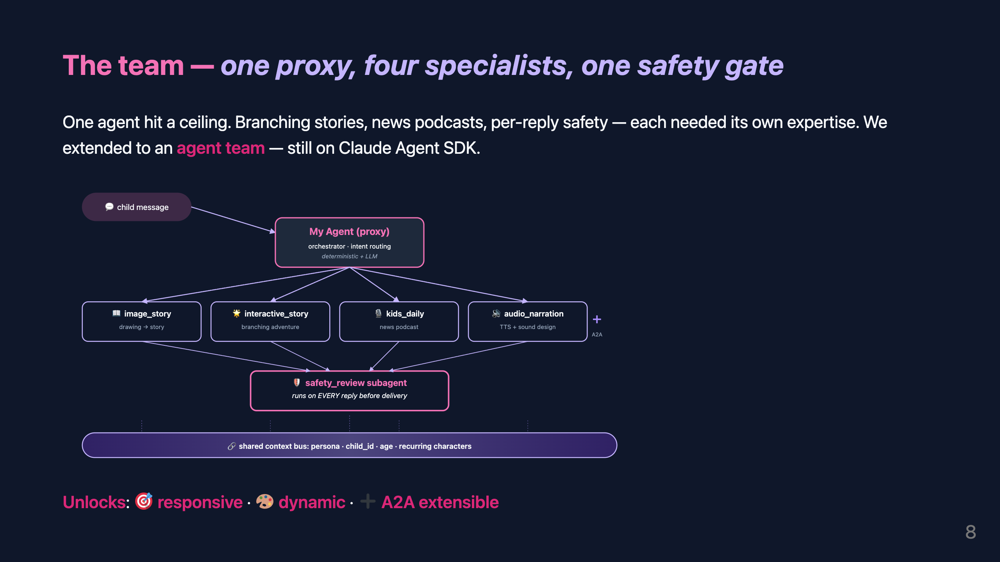 The team — one proxy, four specialists, one safety gate
One agent hit a ceiling. Branching stories, news podcasts, per-reply safety — each needed its own expertise. We
extended to an agent team — still on Claude Agent SDK.
💬 child message
My Agent (proxy)
orchestrator · intent routing
deterministic + LLM
📖 image_story
drawing → story
🌟 interactive_story
branching adventure
🎙️ kids_daily
news podcast
🔊 audio_narration
TTS + sound design
+
A2A
🛡️ safety_review subagent
runs on EVERY reply before delivery
🔗 shared context bus: persona · child_id · age · recurring characters
Unlocks: 🎯 responsive · 🎨 dynamic · ➕ A2A extensible
8